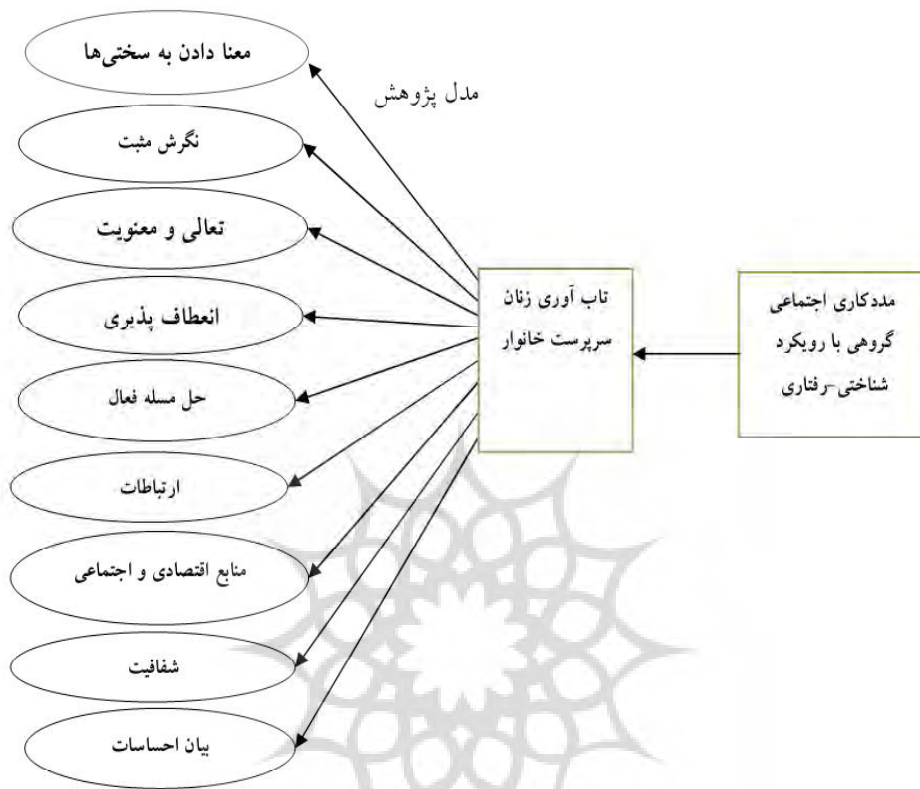 مدل پژوهش
معنا دادن به سختی‌ها
نگرش مثبت
تعالی و معنویت
انعطاف پذیری
حل مسله فعال
ارتباطات
منابع اقتصادی و اجتماعی
شفافیت
بیان احساسات
تاب آوری زنان
سرپرست خانوار
مددکاری اجتماعی
گروهی با رویکرد
شناختی-رفتاری